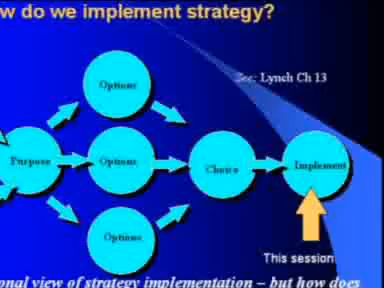 w do we implement strategy?
See: Lynch Ch 13
Options
Purpose
Options
Choice
Implement
Options
This session
onal view of strategy implementation – but how does